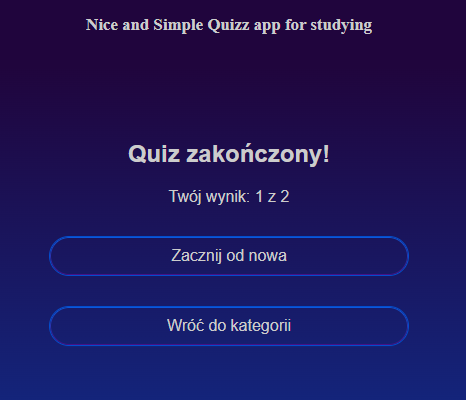 Nice and Simple Quizz app for studying
Quiz zakończony!
Twój wynik: 1 z 2
Zacznij od nowa
Wróć do kategorii